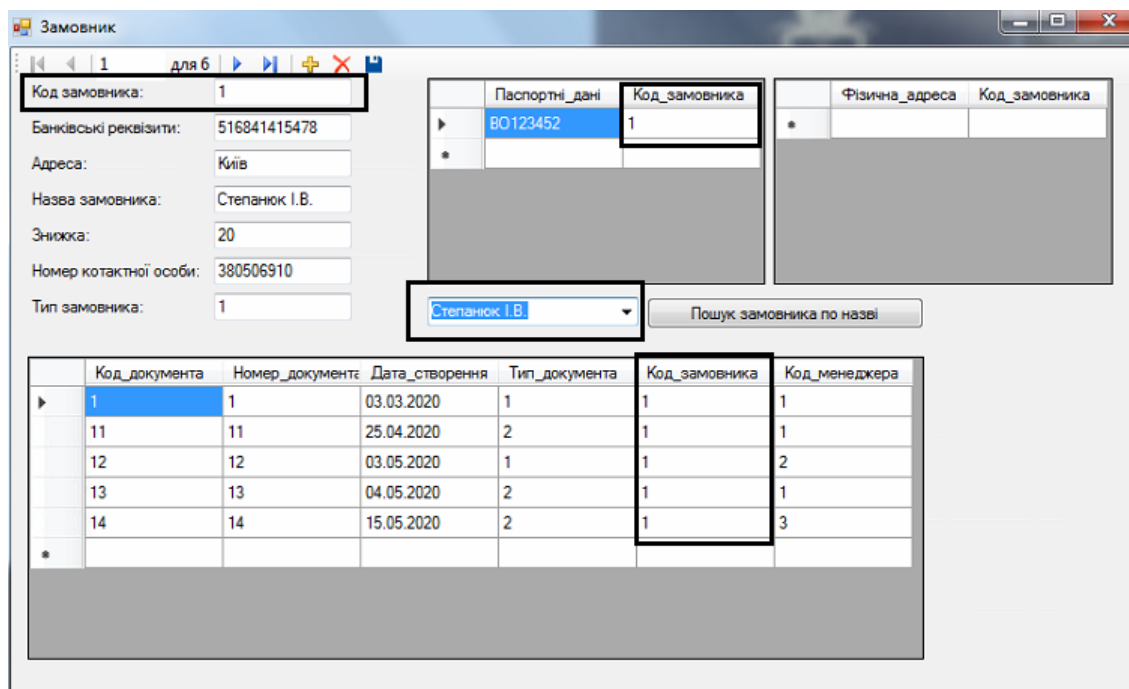 Замовник
1 для 6
Код замовника: 1
Банківські реквізити: 516841415478
Адреса: Київ
Назва замовника: Степанюк І.В.
Знижка: 20
Номер котактної особи: 380506910
Тип замовника: 1
Паспортні_дані Код_замовника
ВО123452 1
Фізична_адреса Код_замовника
Степанюк І.В. Пошук замовника по назві
Код_документа Номер_документа Дата_створення Тип_документа Код_замовника Код_менеджера
1 1 03.03.2020 1 1 1
11 11 25.04.2020 2 1 1
12 12 03.05.2020 1 1 2
13 13 04.05.2020 2 1 1
14 14 15.05.2020 2 1 3